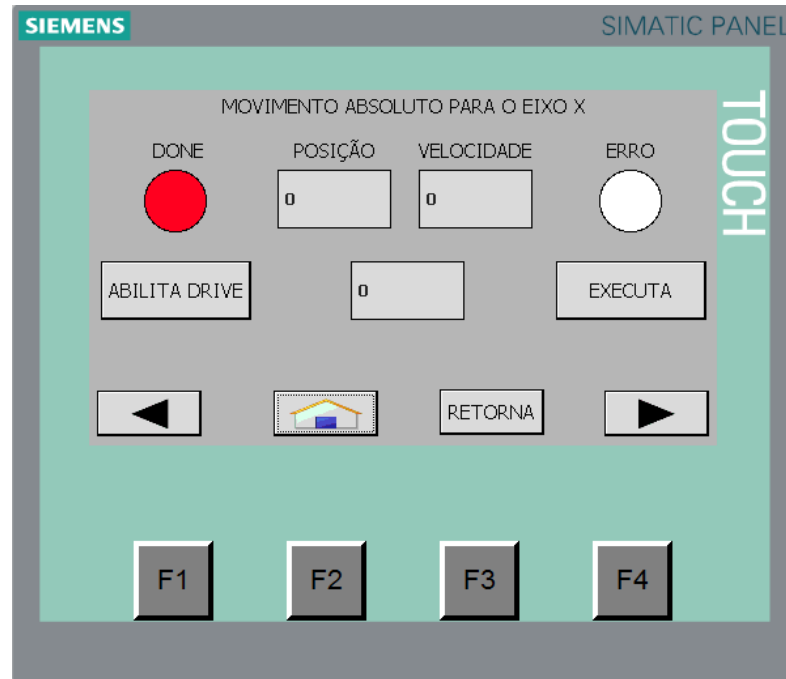 SIEMENS
SIMATIC PANEL
TOUCH
MOVIMENTO ABSOLUTO PARA O EIXO X
DONE POSIÇÃO VELOCIDADE ERRO
0 0
ABILITA DRIVE 0 EXECUTA
RETORNA
F1 F2 F3 F4